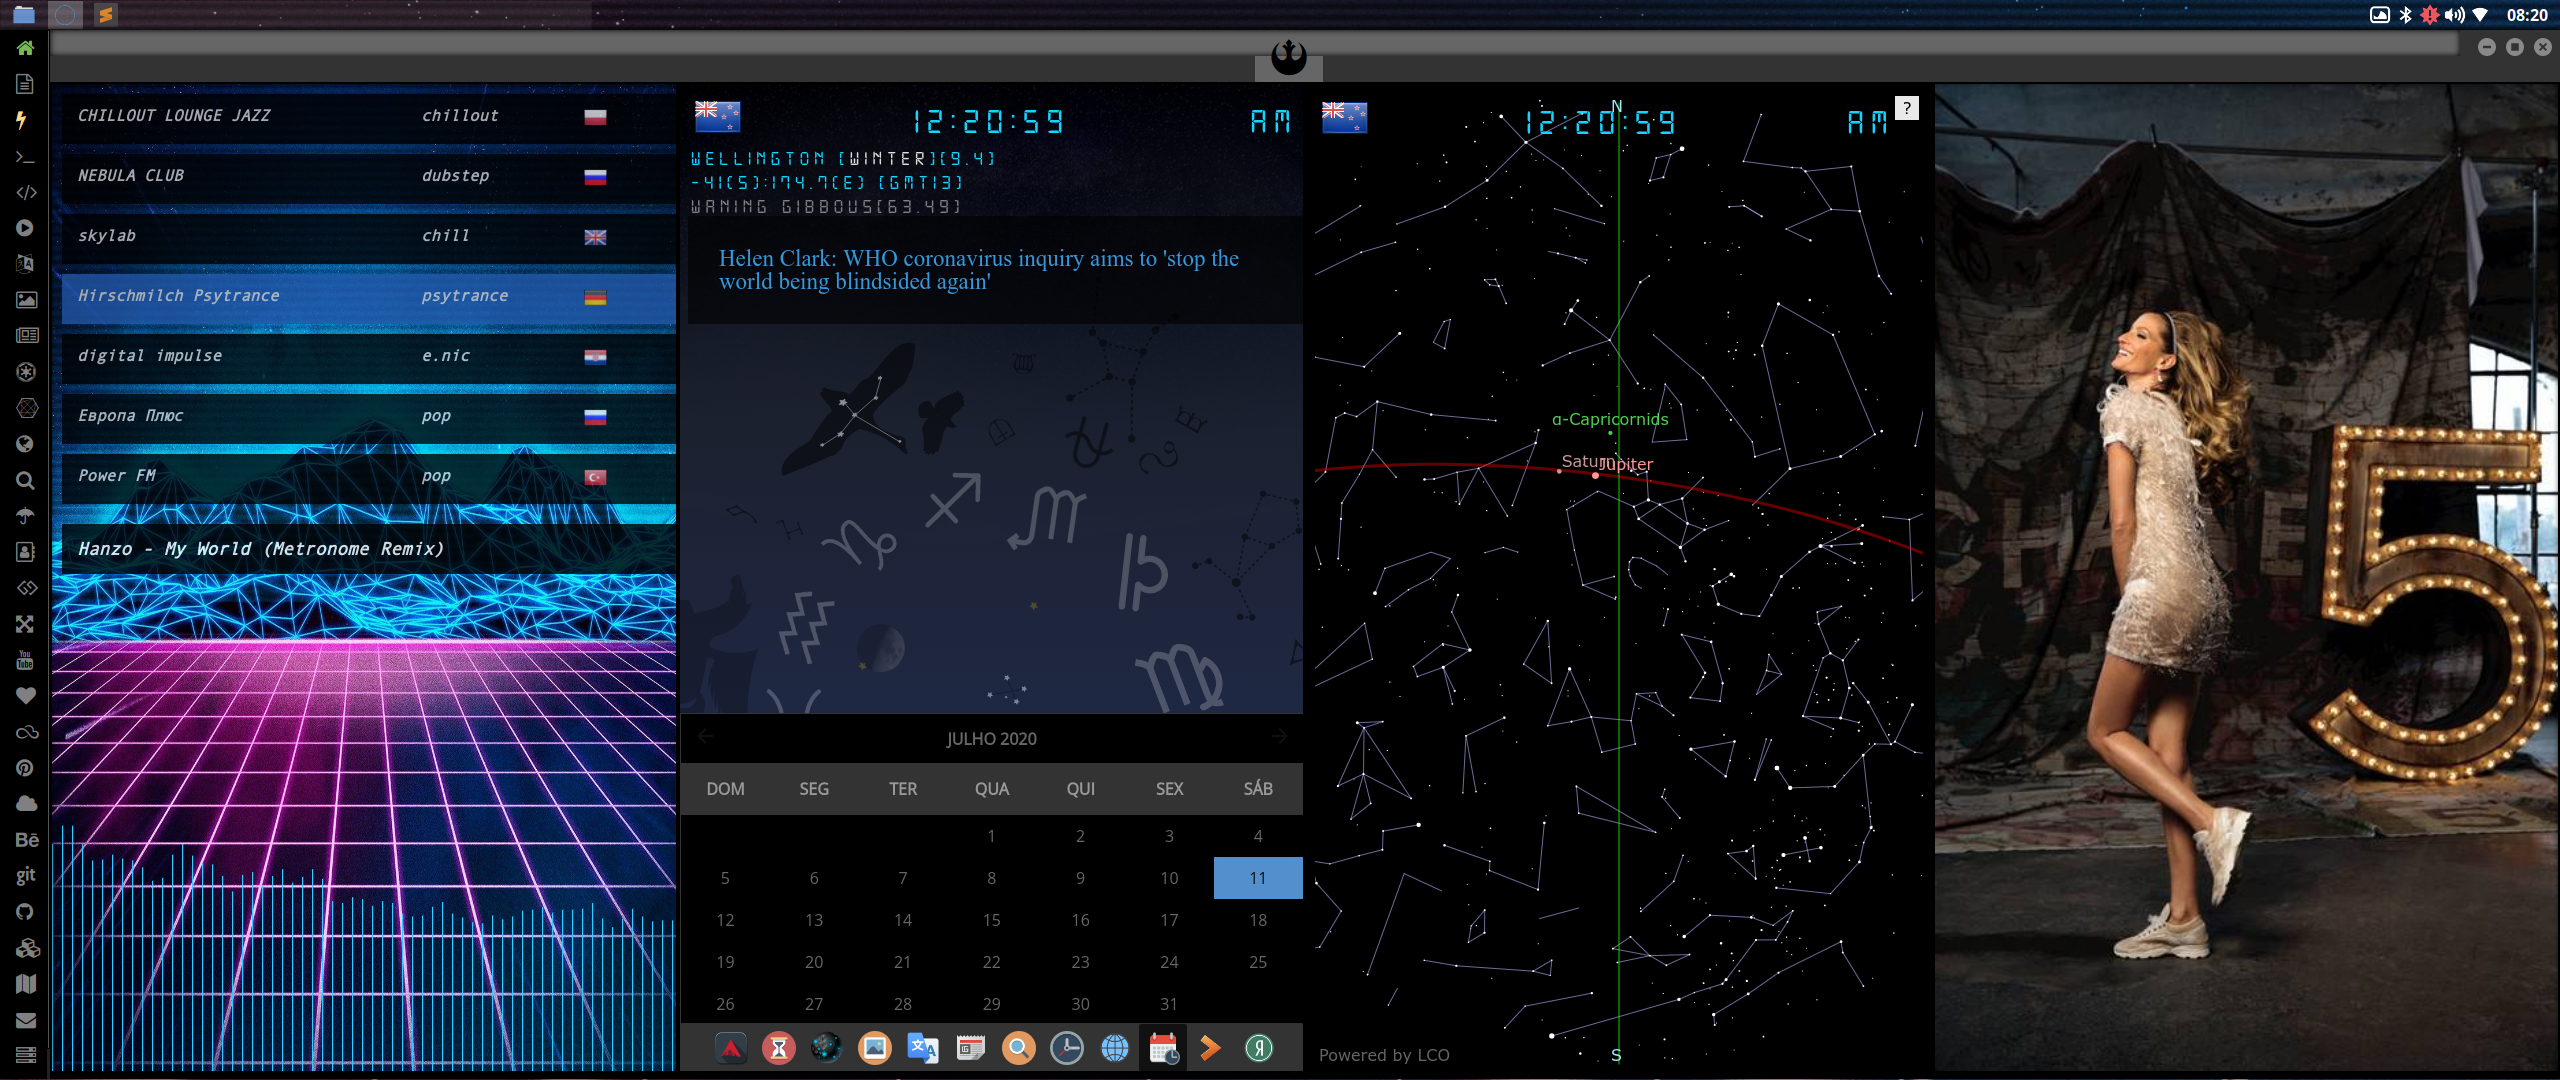 08:20
CHILLOUT LOUNGE JAZZ chillout
NEBULA CLUB dubstep
skylab chill
Hirschmilch Psytrance psytrance
digital impulse e.nic
Европа Плюс pop
Power FM pop
Hanzo - My World (Metronome Remix)
You
Tube
Bē
git
12:20:59 AM
WELLINGTON [WINTER][9.4]
-41(S):174.7(E) [GMT13]
WANING GIBBOUS[63.49]
Helen Clark: WHO coronavirus inquiry aims to 'stop the
world being blindsided again'
JULHO 2020
DOM SEG TER QUA QUI SEX SÁB
1 2 3 4
5 6 7 8 9 10 11
12 13 14 15 16 17 18
19 20 21 22 23 24 25
26 27 28 29 30 31
12:20:59 AM ?
N
α-Capricornids
Saturn Jupiter
S
Powered by LCO
5